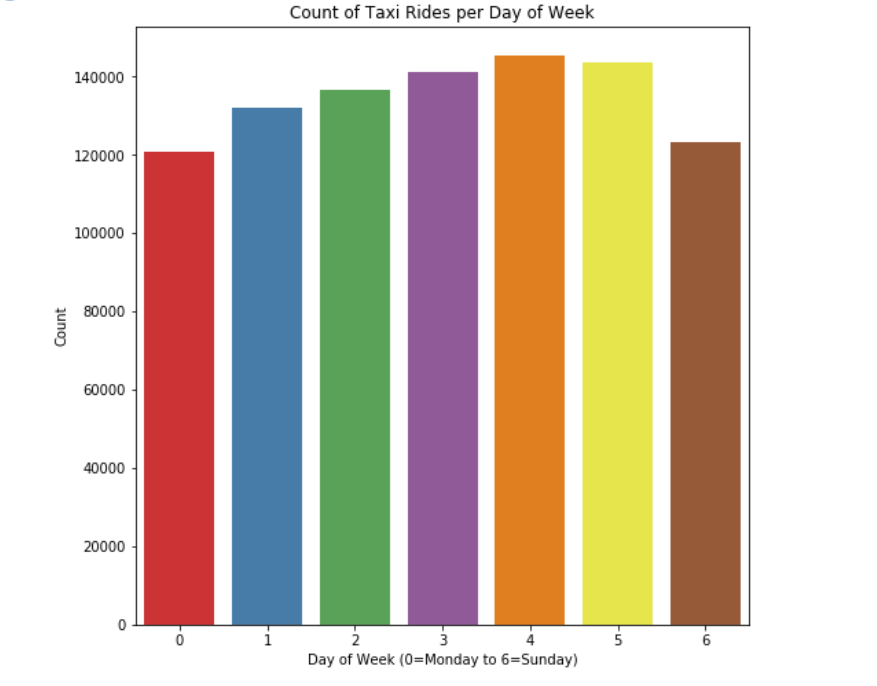 Count of Taxi Rides per Day of Week
140000
120000
100000
80000
60000
40000
20000
0
Count
0 1 2 3 4 5 6
Day of Week (0=Monday to 6=Sunday)